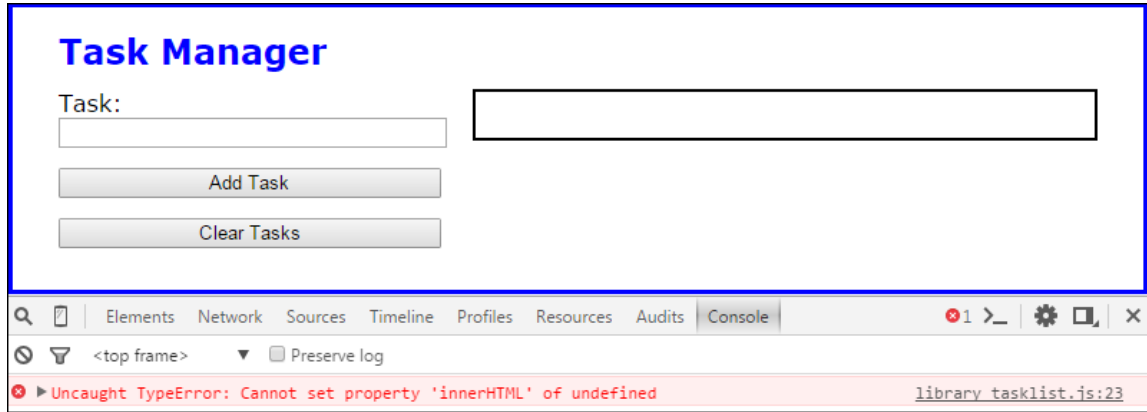 Task Manager
Task:
Add Task
Clear Tasks
Elements Network Sources Timeline Profiles Resources Audits Console 1
<top frame> ▼ Preserve log
Uncaught TypeError: Cannot set property 'innerHTML' of undefined library_tasklist.js:23